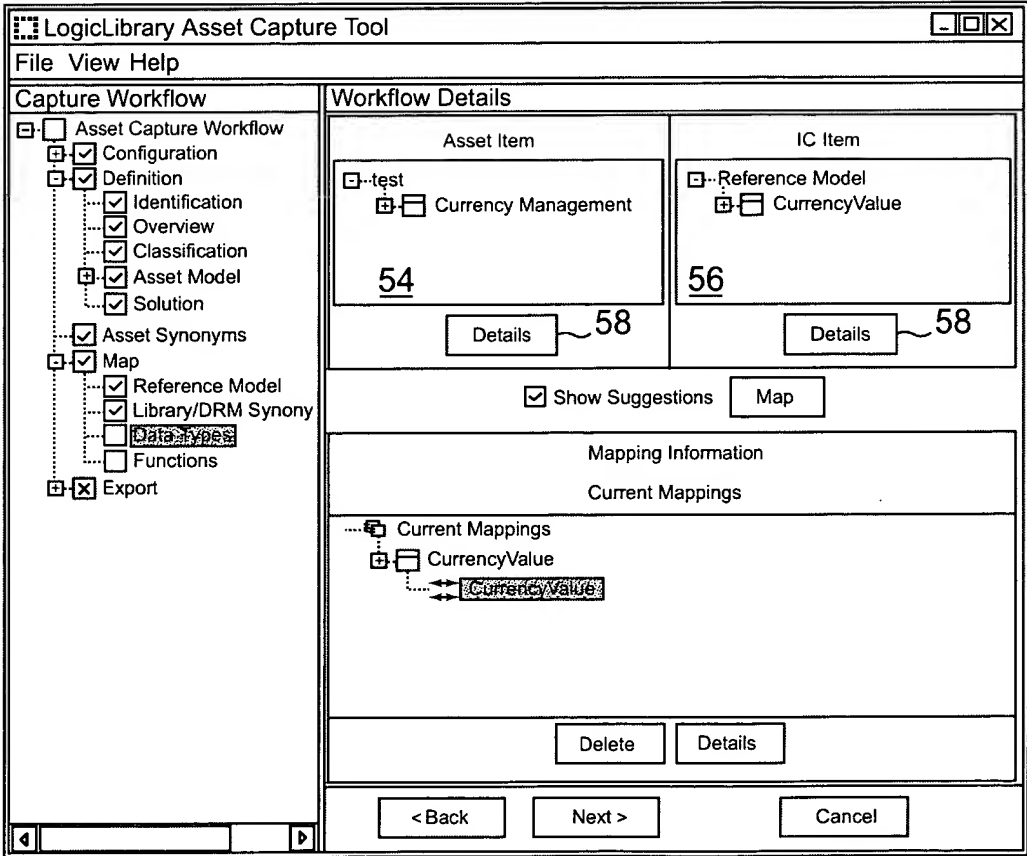 LogicLibrary Asset Capture Tool
File View Help
Capture Workflow
Asset Capture Workflow
Configuration
Definition
Identification
Overview
Classification
Asset Model
Solution
Asset Synonyms
Map
Reference Model
Library/DRM Synony
Data Types
Functions
Export
Workflow Details
Asset Item
test
Currency Management
54
Details
58
IC Item
Reference Model
CurrencyValue
56
Details
58
Show Suggestions
Map
Mapping Information
Current Mappings
Current Mappings
CurrencyValue
CurrencyValue
Delete
Details
< Back
Next >
Cancel